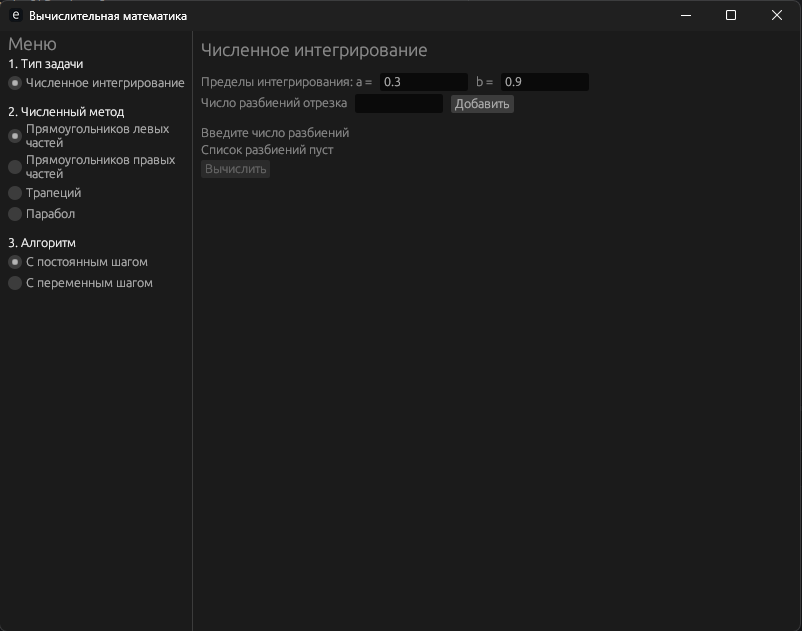 e Вычислительная математика
Меню
1. Тип задачи
Численное интегрирование
2. Численный метод
Прямоугольников левых
частей
Прямоугольников правых
частей
Трапеций
Парабол
3. Алгоритм
С постоянным шагом
С переменным шагом
Численное интегрирование
Пределы интегрирования: a = 0.3 b = 0.9
Число разбиений отрезка Добавить
Введите число разбиений
Список разбиений пуст
Вычислить